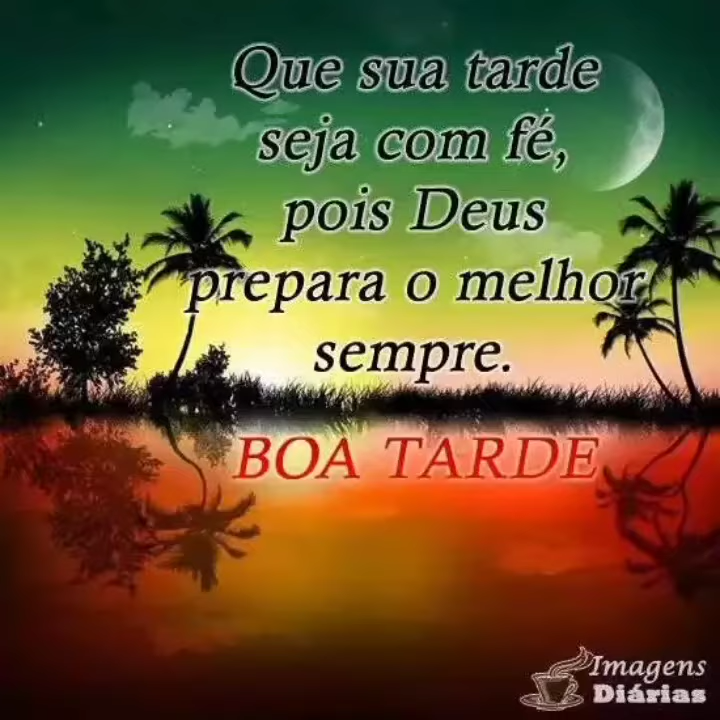 Que sua tarde
seja com fé,
pois Deus
prepara o melhor
sempre.
BOA TARDE
Imagens
Diárias